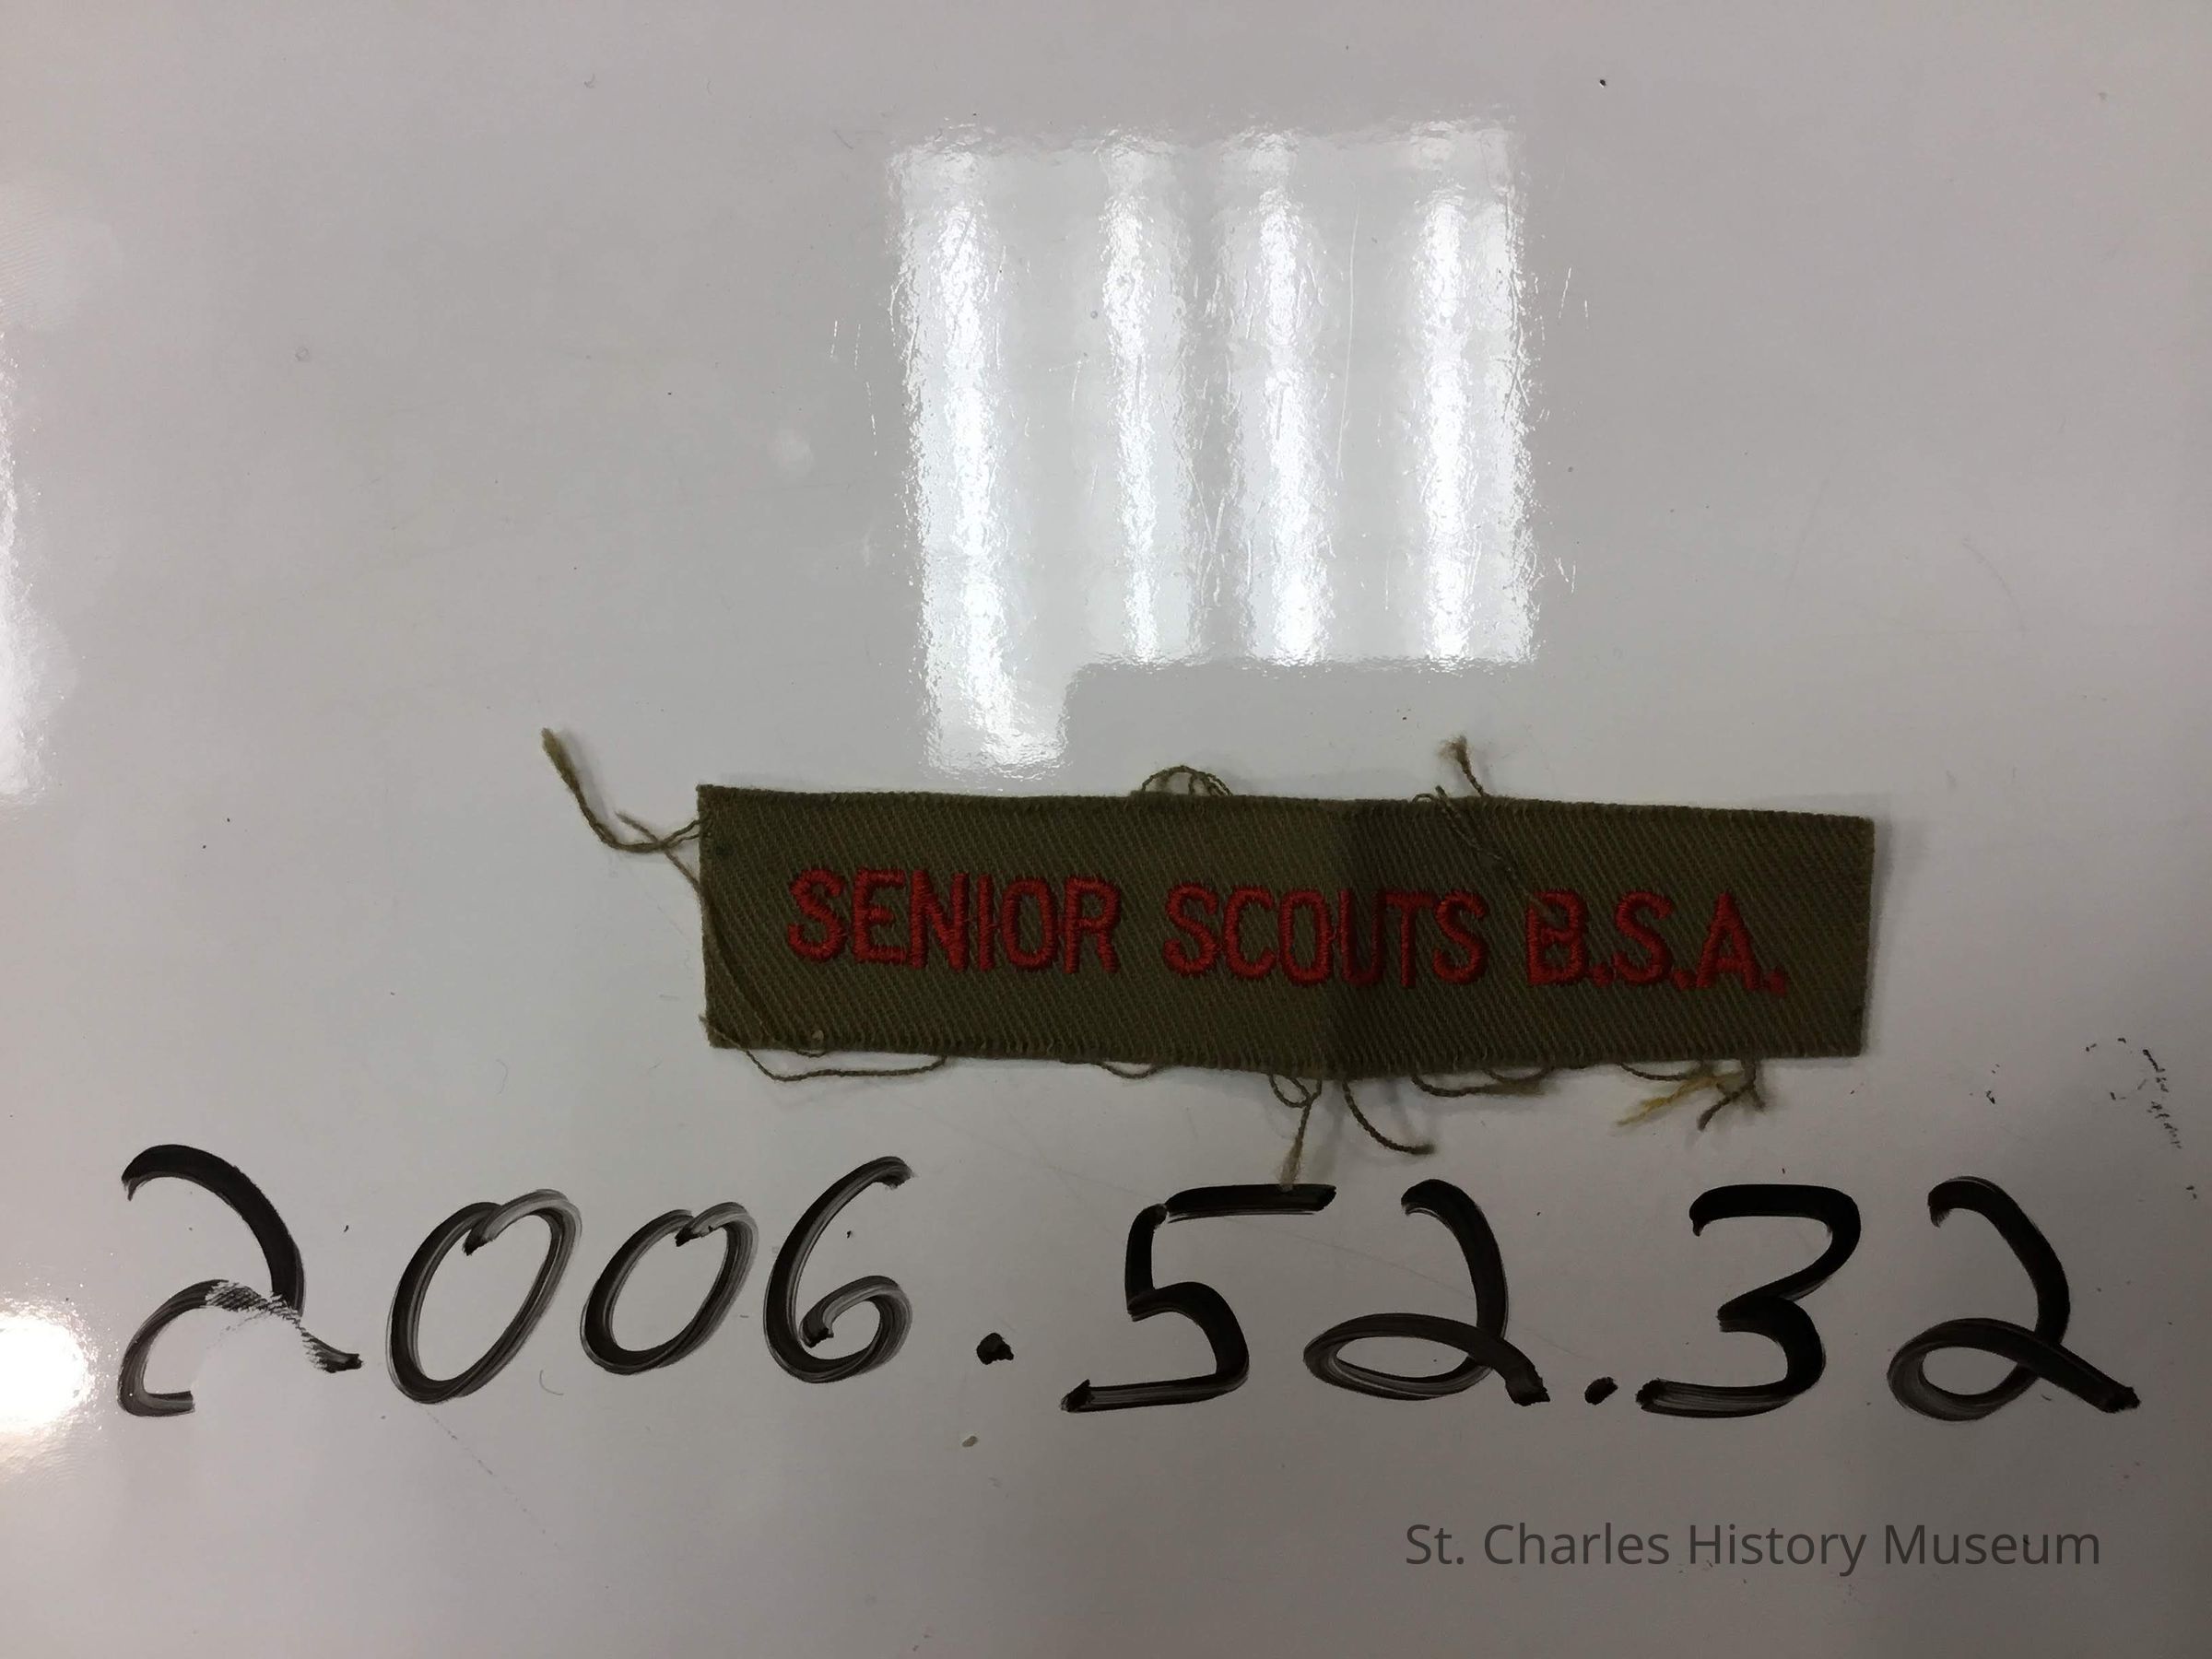 SENIOR SCOUTS B.S.A.
2006.52.32
St. Charles History Museum